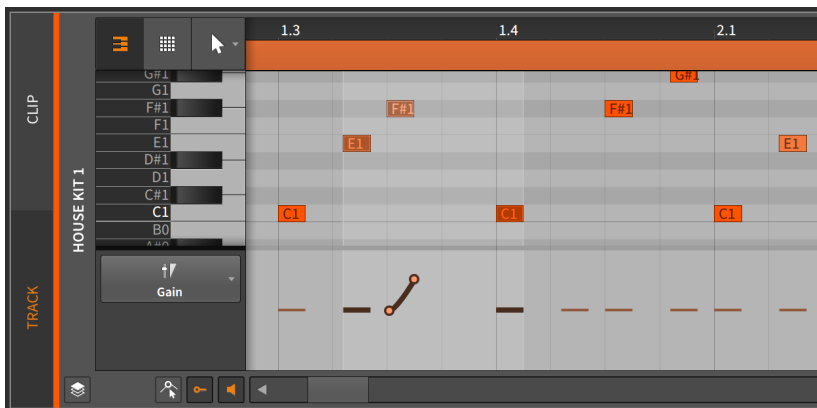 1.3 1.4 2.1
CLIP
TRACK
HOUSE KIT 1
G#1
G1
F#1
F1
E1
D#1
D1
C#1
C1
B0
A#0
G#1
F#1 F#1
E1 E1
C1 C1 C1
Gain